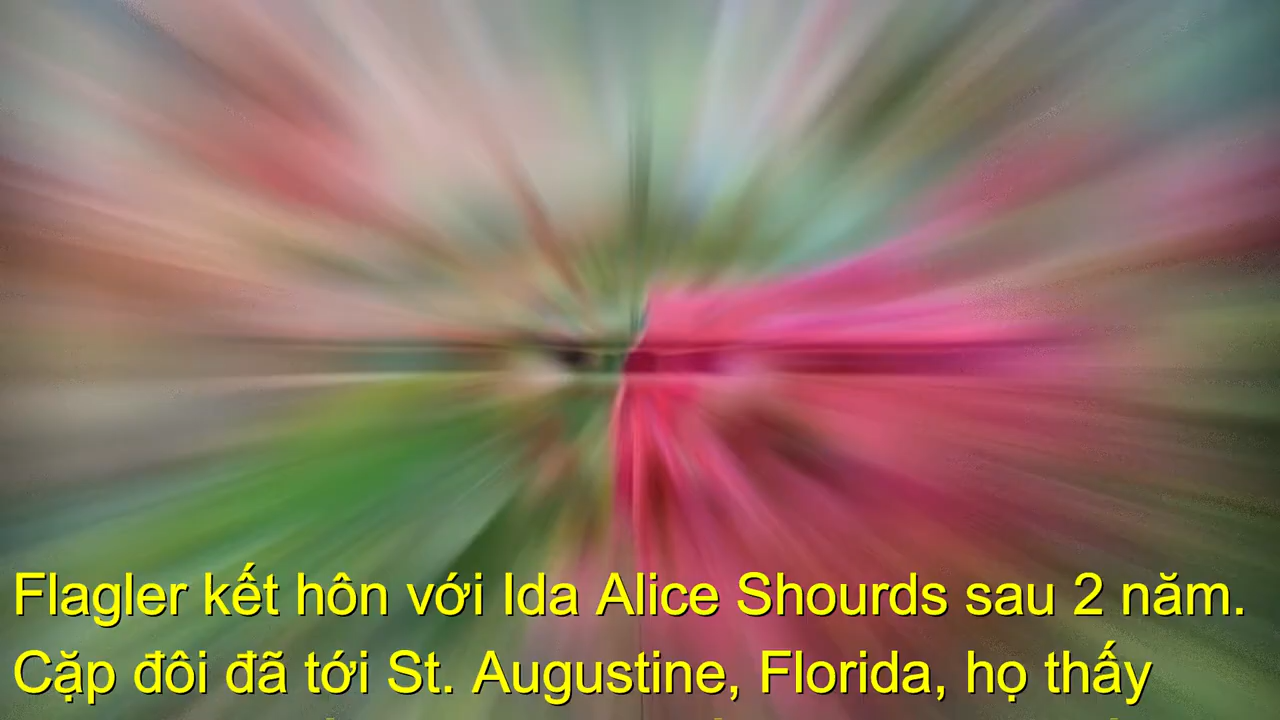 Flagler kết hôn với Ida Alice Shourds sau 2 năm.
Cặp đôi đã tới St. Augustine, Florida, họ thấy